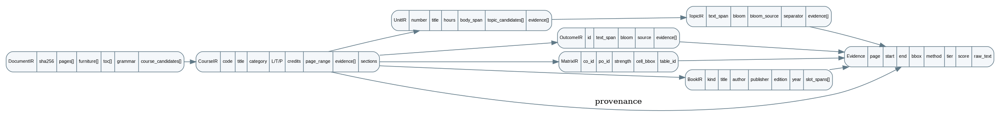 UnitIR number title hours body_span topic_candidates[] evidence[]
TopicIR text_span bloom bloom_source separator evidence[]
OutcomeIR id text_span bloom source evidence[]
DocumentIR sha256 pages[] furniture[] toc[] grammar course_candidates[]
CourseIR code title category L/T/P credits page_range evidence[] sections
MatrixIR co_id po_id strength cell_bbox table_id
Evidence page start end bbox method tier score raw_text
BookIR kind title author publisher edition year slot_spans[]
provenance